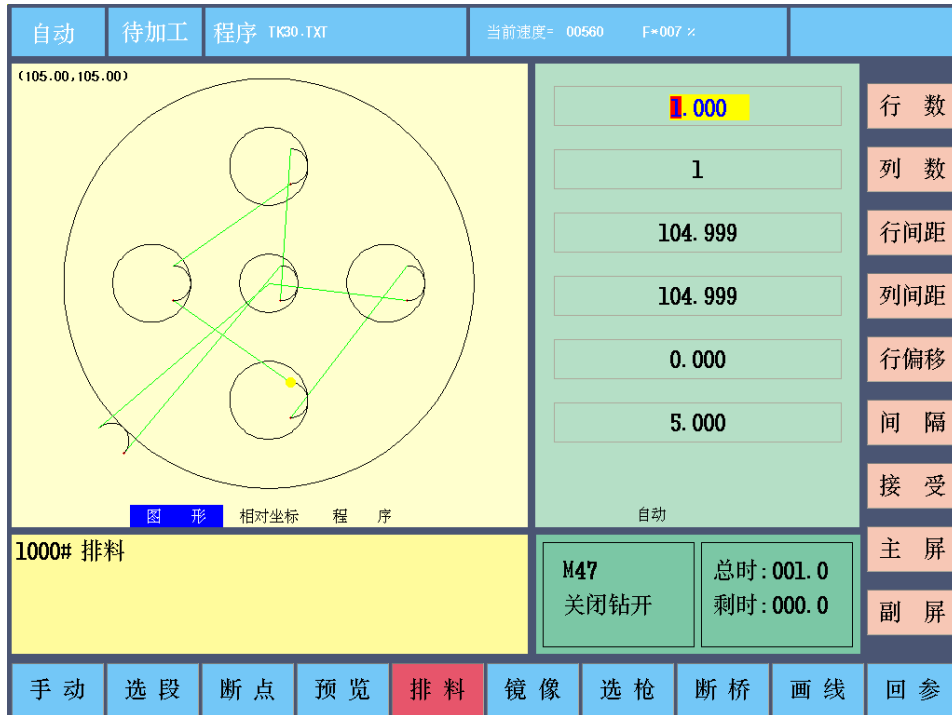 自动 待加工 程序 TK30.TXT 当前速度= 00560 F*007 %
(105.00,105.00)
1.000 行 数
1 列 数
104.999 行间距
104.999 列间距
0.000 行偏移
5.000 间 隔
接 受
图 形 相对坐标 程 序 自动
1000# 排料 主 屏
M47 总时:001.0
关闭钻开 剩时:000.0 副 屏
手 动 选 段 断 点 预 览 排 料 镜 像 选 枪 断 桥 画 线 回 参